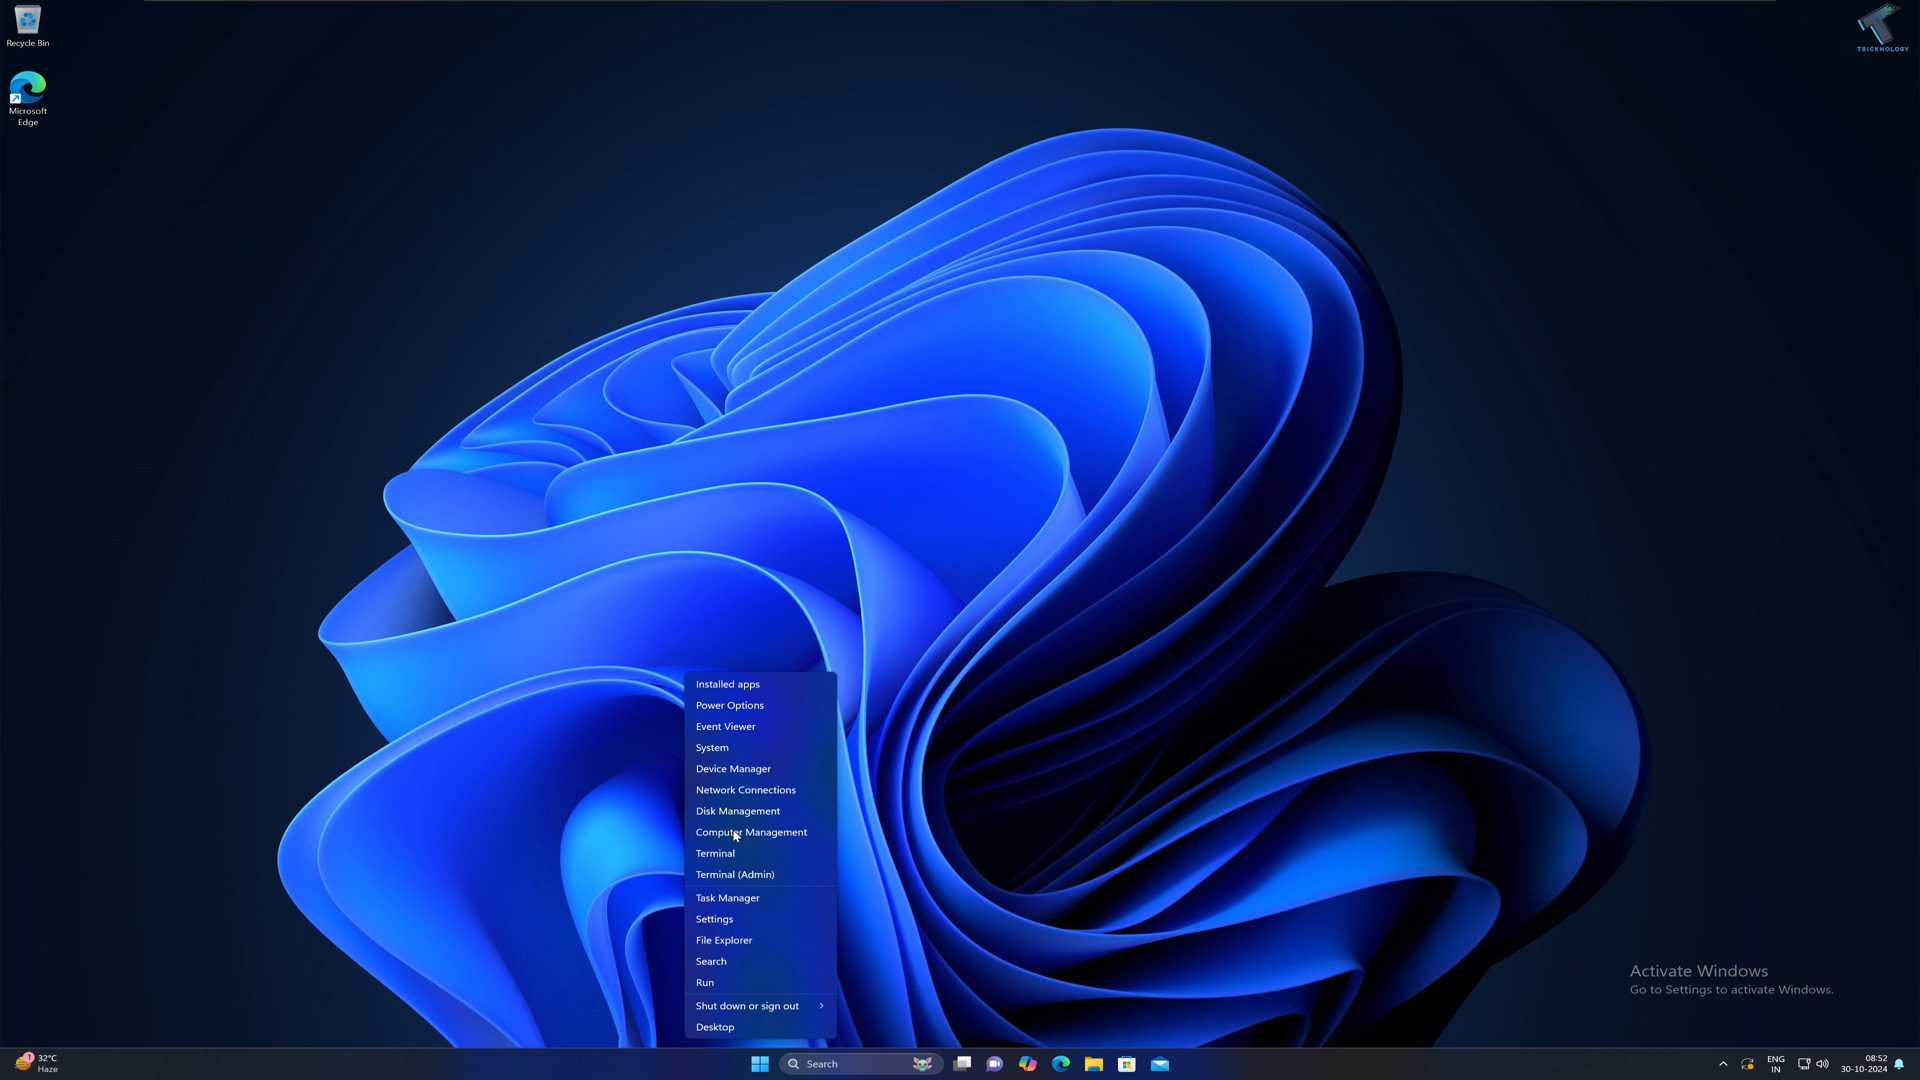 Recycle Bin
Microsoft
Edge
TRICKNOLOGY
Installed apps
Power Options
Event Viewer
System
Device Manager
Network Connections
Disk Management
Computer Management
Terminal
Terminal (Admin)
Task Manager
Settings
File Explorer
Search
Run
Shut down or sign out
Desktop
Activate Windows
Go to Settings to activate Windows.
1
32°C
Haze
Search
ENG
IN
08:52
30-10-2024